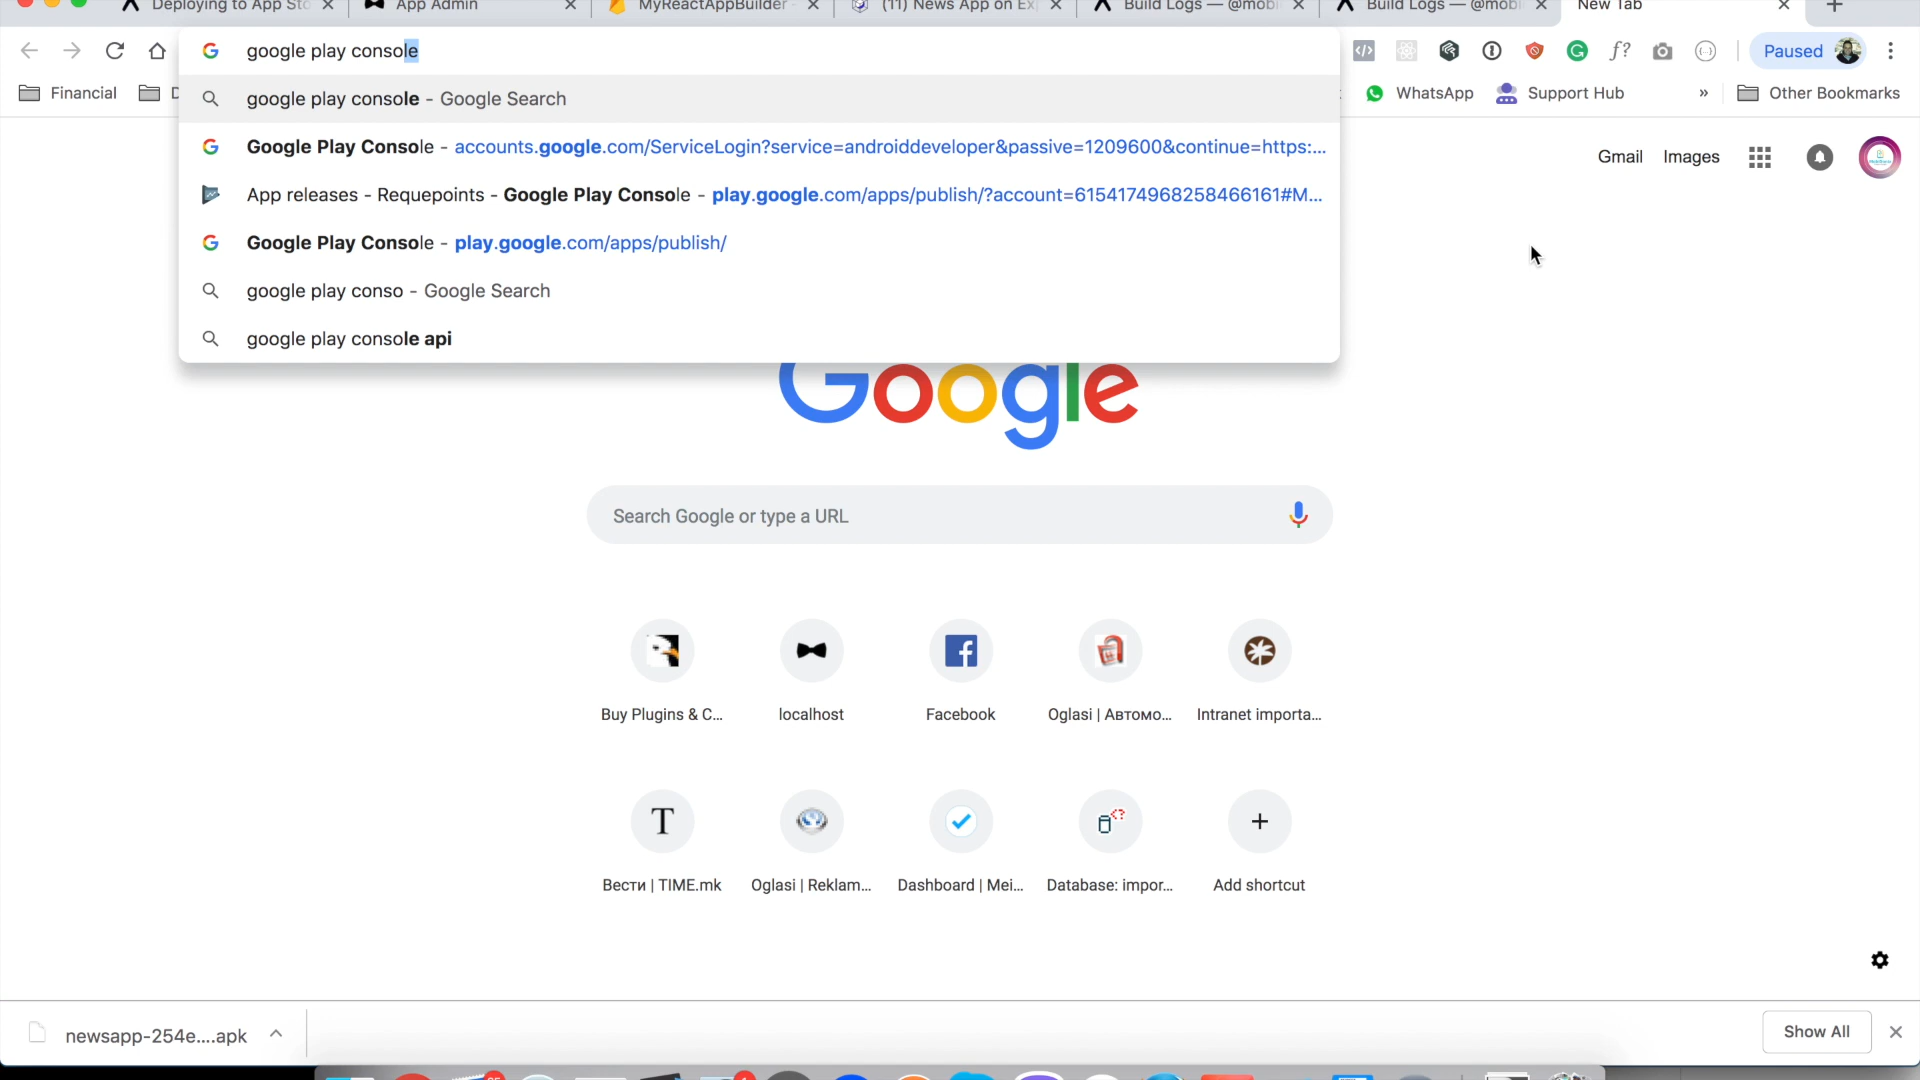 Deploying to App Sto
App Admin
MyReactAppBuilder
(11) News App on Ex
Build Logs — @mobi
Build Logs — @mobi
New Tab
google play console
Paused
Financial
WhatsApp
Support Hub
»
Other Bookmarks
google play console - Google Search
Google Play Console - accounts.google.com/ServiceLogin?service=androiddeveloper&passive=1209600&continue=https:...
App releases - Requepoints - Google Play Console - play.google.com/apps/publish/?account=6154174968258466161#M...
Google Play Console - play.google.com/apps/publish/
google play conso - Google Search
google play console api
Gmail Images
Google
Search Google or type a URL
Buy Plugins & C...
localhost
Facebook
Oglasi | Автомо...
Intranet importa...
Вести | TIME.mk
Oglasi | Reklam...
Dashboard | Mei...
Database: impor...
Add shortcut
newsapp-254e....apk
Show All